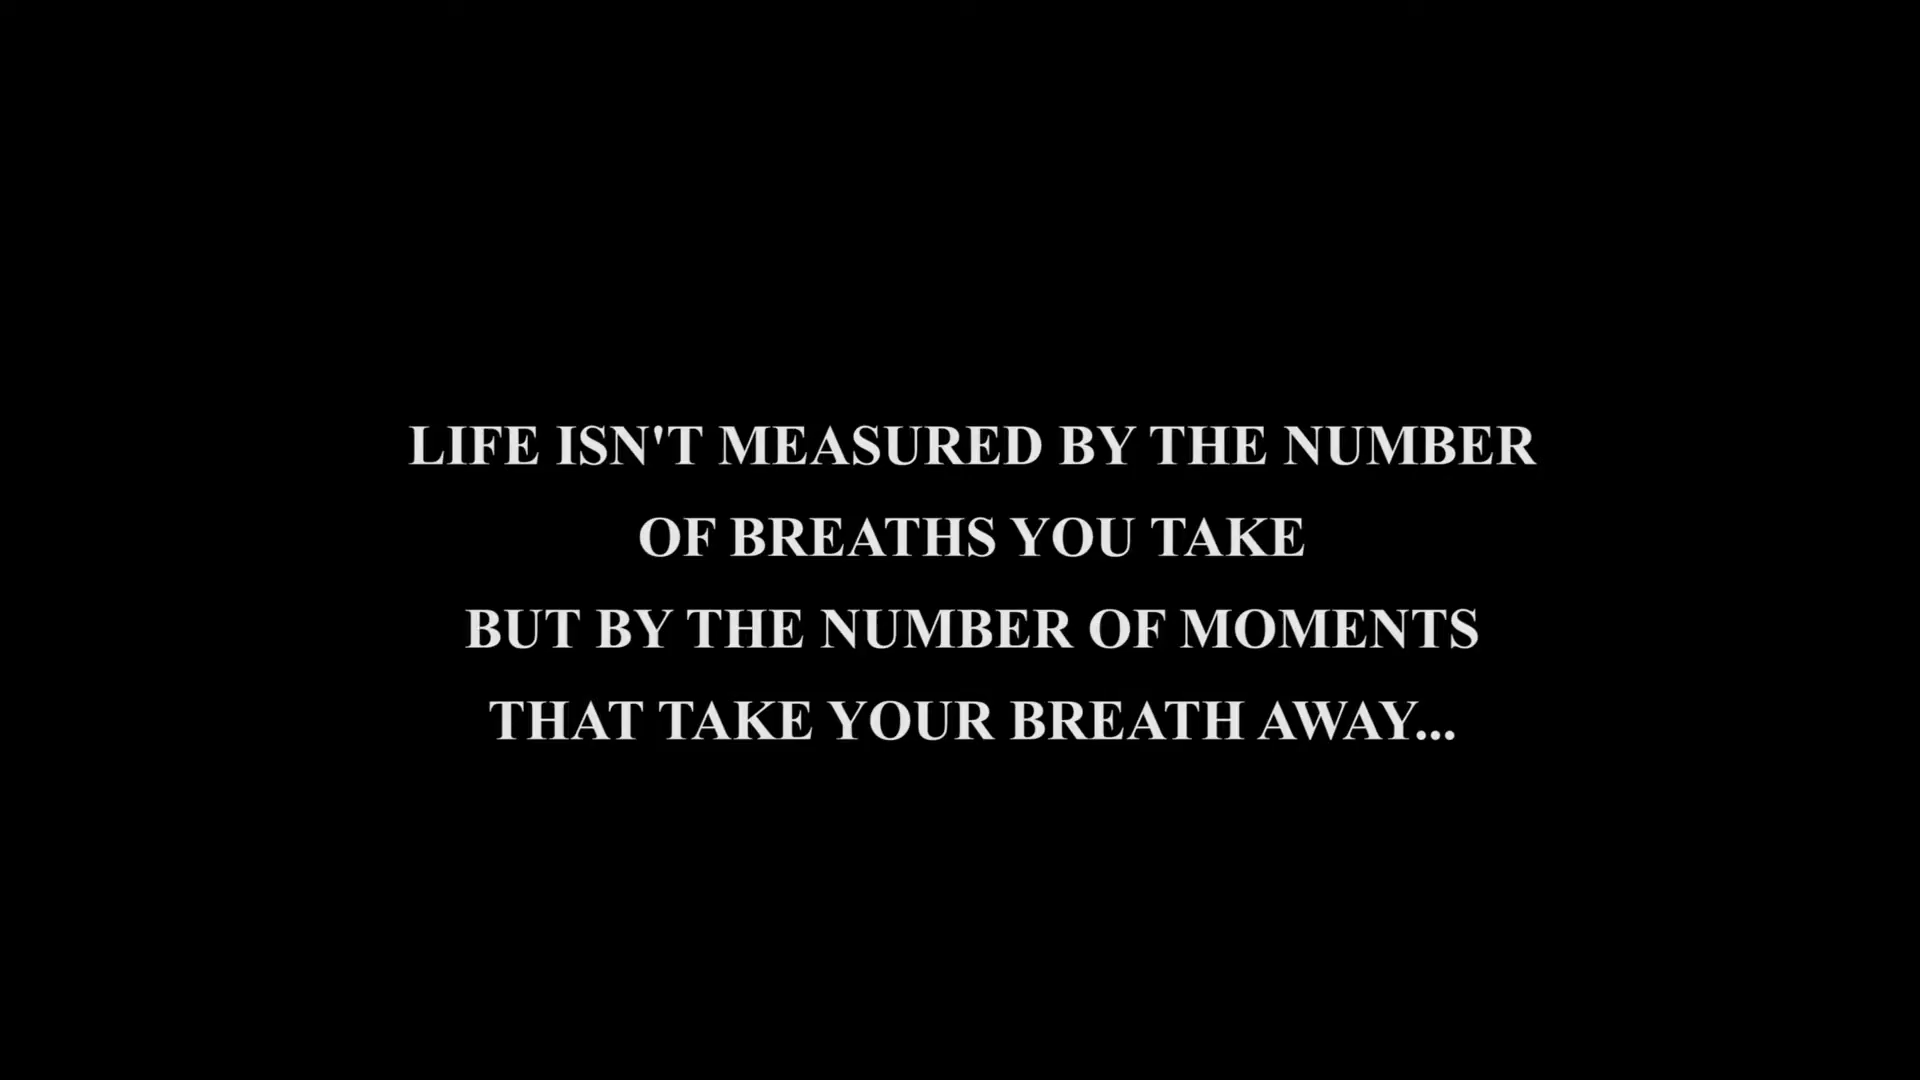 LIFE ISN'T MEASURED BY THE NUMBER
OF BREATHS YOU TAKE
BUT BY THE NUMBER OF MOMENTS
THAT TAKE YOUR BREATH AWAY...